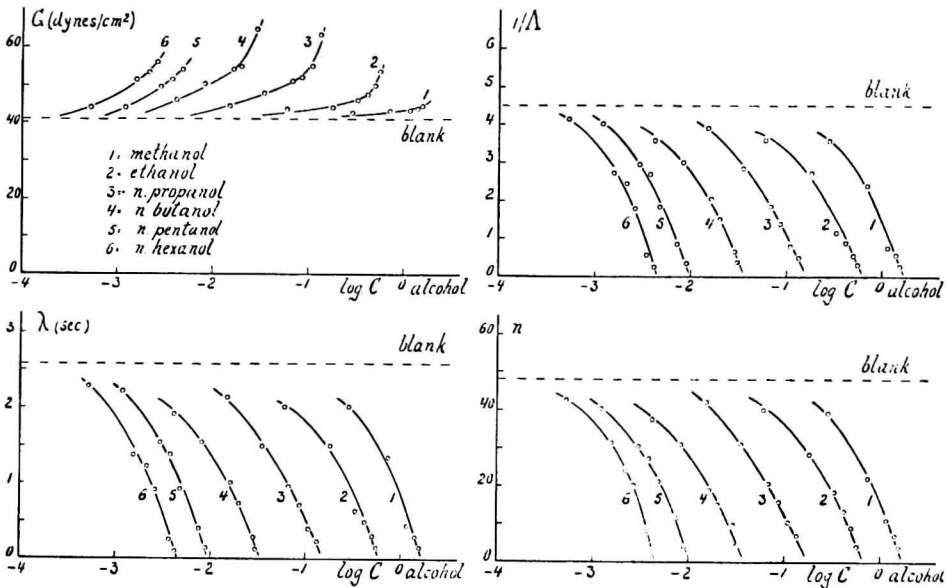 G (dynes/cm²)
60
40
20
0
6
5
4
3
2
1
blank
1. methanol
2. ethanol
3= n. propanol
4= n butanol
5= n pentanol
6= n hexanol
-4
-3
-2
-1
0
log C
alcohol
1/Λ
6
5
4
3
2
1
0
blank
6
5
4
3
2
1
-4
-3
-2
-1
0
log C
alcohol
λ (sec)
3
2
1
0
blank
6
5
4
3
2
1
-4
-3
-2
-1
0
log C
alcohol
n
60
40
20
0
blank
6
5
4
3
2
1
-4
-3
-2
-1
0
log C
alcohol